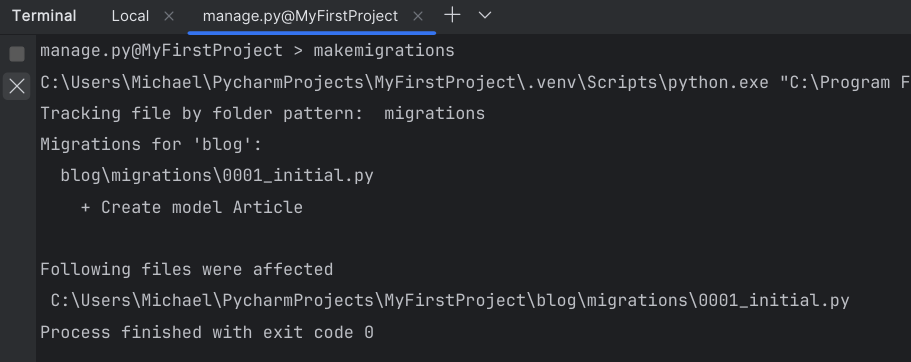 Terminal Local manage.py@MyFirstProject
manage.py@MyFirstProject > makemigrations
C:\Users\Michael\PycharmProjects\MyFirstProject\.venv\Scripts\python.exe "C:\Program F
Tracking file by folder pattern:  migrations
Migrations for 'blog':
  blog\migrations\0001_initial.py
    + Create model Article
Following files were affected
 C:\Users\Michael\PycharmProjects\MyFirstProject\blog\migrations\0001_initial.py
Process finished with exit code 0